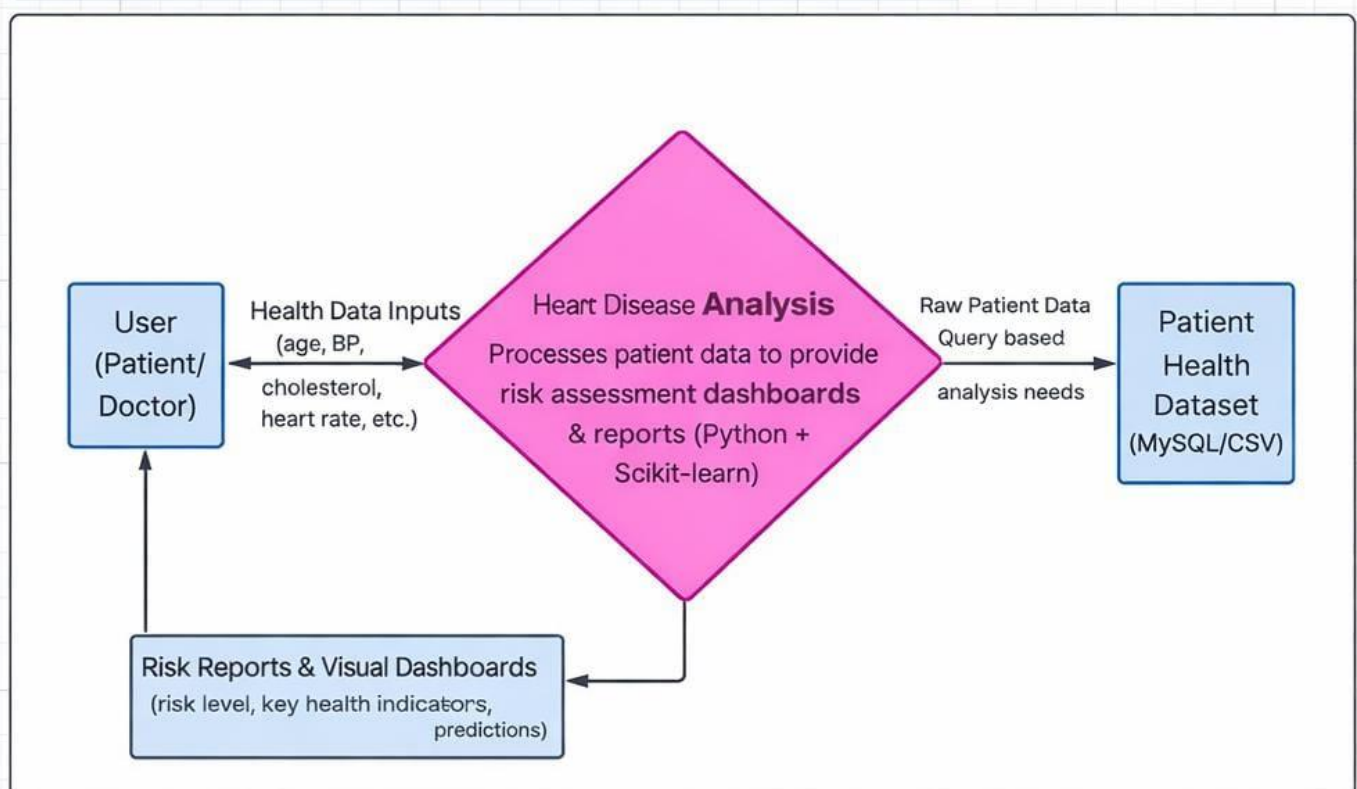 User
(Patient/
Doctor)
Health Data Inputs
(age, BP,
cholesterol,
heart rate, etc.)
Heart Disease Analysis
Processes patient data to provide
risk assessment dashboards
& reports (Python +
Scikit-learn)
Raw Patient Data
Query based
analysis needs
Patient
Health
Dataset
(MySQL/CSV)
Risk Reports & Visual Dashboards
(risk level, key health indicators,
predictions)